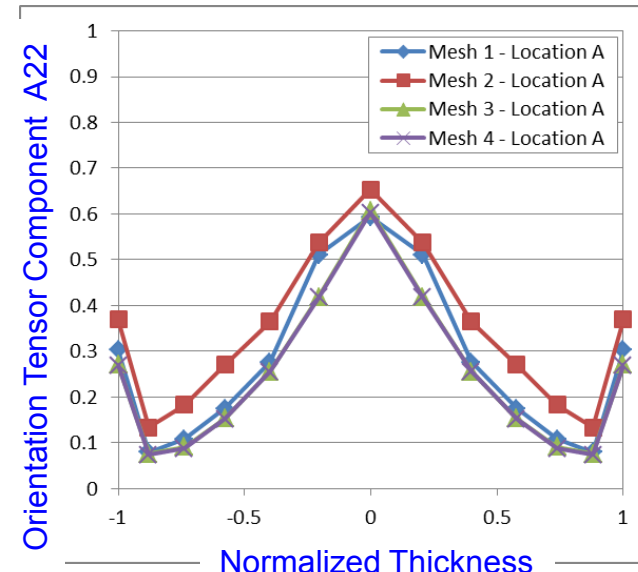 Orientation Tensor Component A22
1
0.9
0.8
0.7
0.6
0.5
0.4
0.3
0.2
0.1
0
Mesh 1 - Location A
Mesh 2 - Location A
Mesh 3 - Location A
Mesh 4 - Location A
-1 -0.5 0 0.5 1
Normalized Thickness